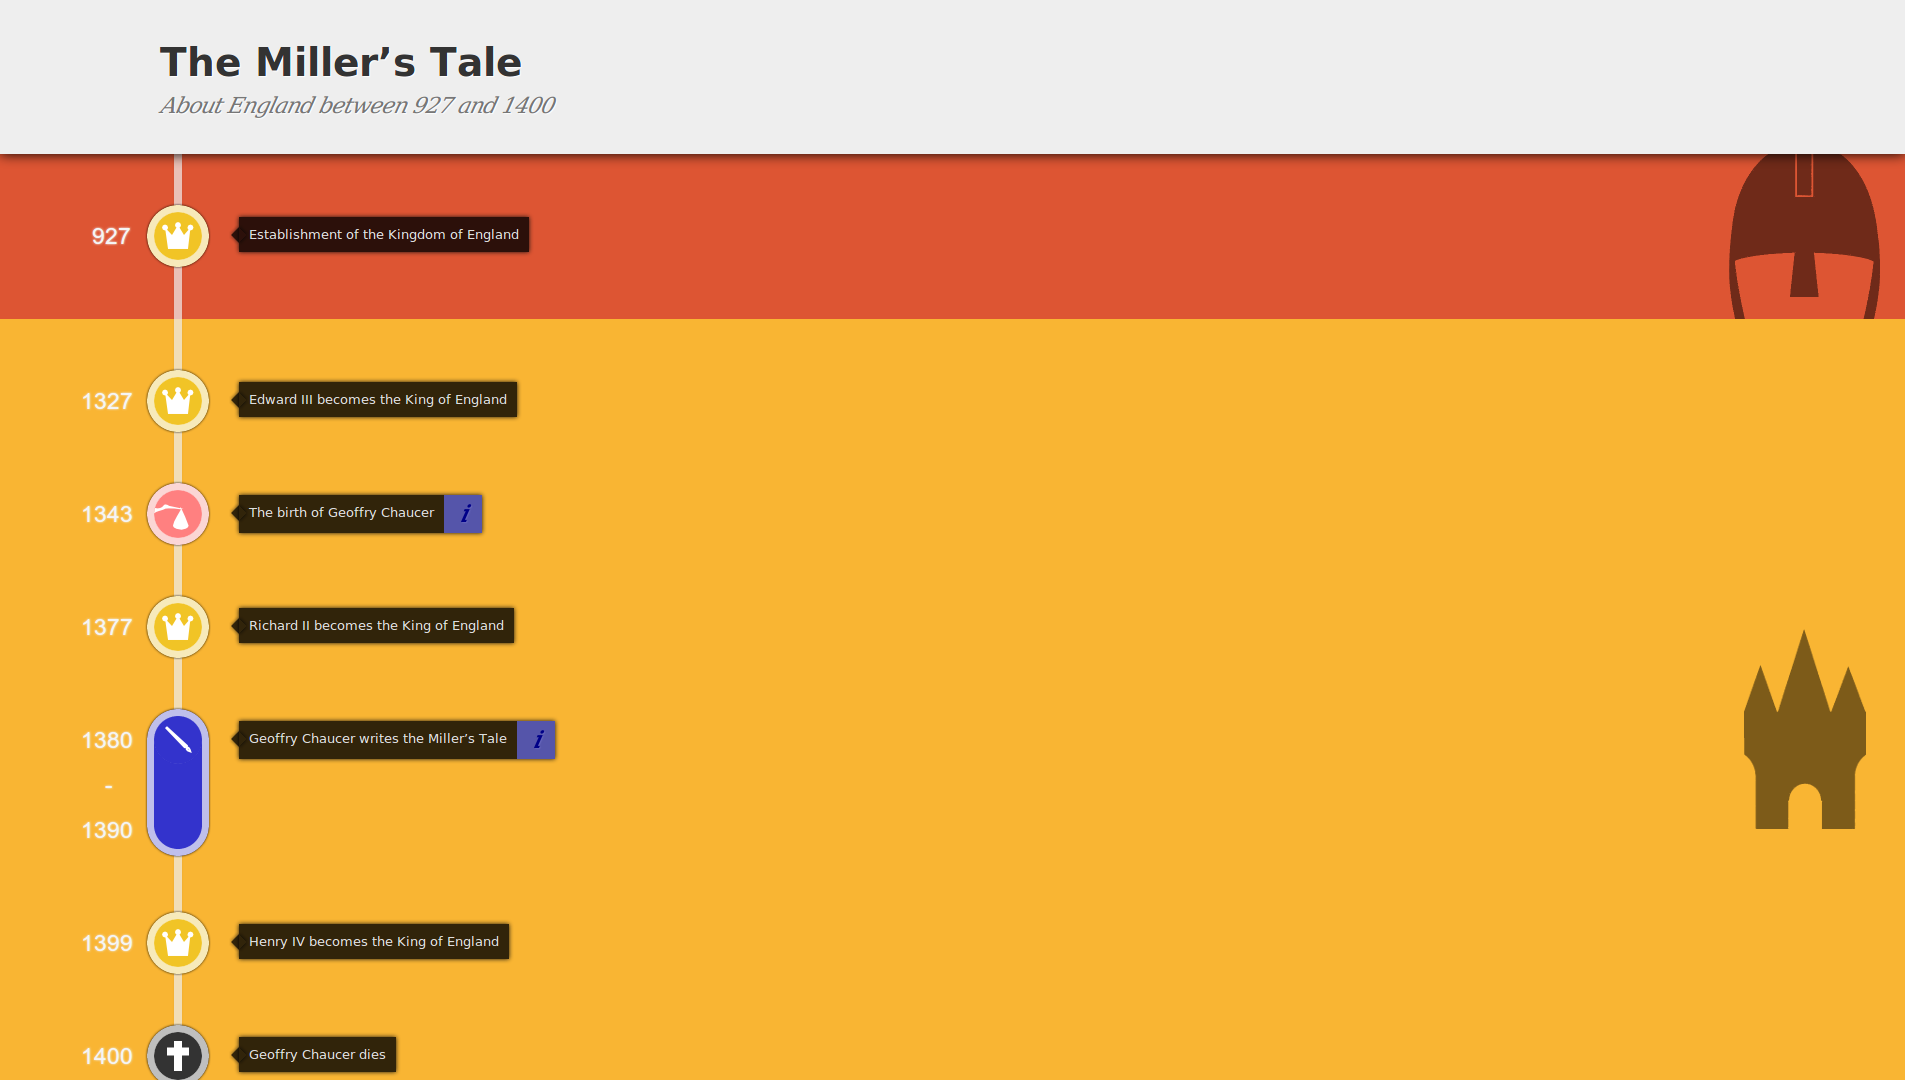 The Miller’s Tale
About England between 927 and 1400
927
Establishment of the Kingdom of England
1327
Edward III becomes the King of England
1343
The birth of Geoffry Chaucer i
1377
Richard II becomes the King of England
1380
Geoffry Chaucer writes the Miller’s Tale i
-
1390
1399
Henry IV becomes the King of England
1400
Geoffry Chaucer dies